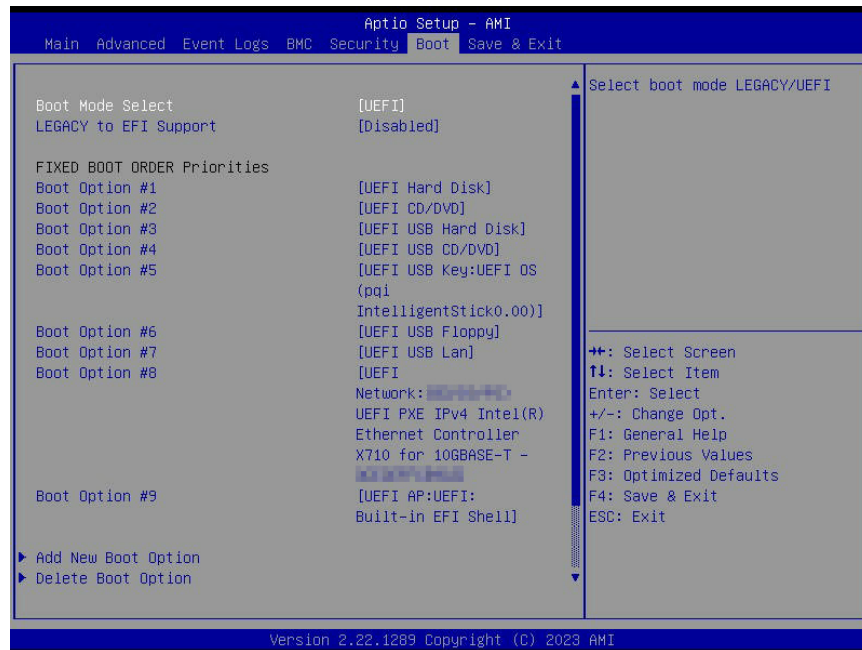 Aptio Setup – AMI
Main Advanced Event Logs BMC Security Boot Save & Exit
Select boot mode LEGACY/UEFI
Boot Mode Select [UEFI]
LEGACY to EFI Support [Disabled]
FIXED BOOT ORDER Priorities
Boot Option #1 [UEFI Hard Disk]
Boot Option #2 [UEFI CD/DVD]
Boot Option #3 [UEFI USB Hard Disk]
Boot Option #4 [UEFI USB CD/DVD]
Boot Option #5 [UEFI USB Key:UEFI OS
(pqi
IntelligentStick0.00)]
Boot Option #6 [UEFI USB Floppy]
Boot Option #7 [UEFI USB Lan]
Boot Option #8 [UEFI
Network:
UEFI PXE IPv4 Intel(R)
Ethernet Controller
X710 for 10GBASE-T –
Boot Option #9 [UEFI AP:UEFI:
Built-in EFI Shell]
Add New Boot Option
Delete Boot Option
→←: Select Screen
↑↓: Select Item
Enter: Select
+/-: Change Opt.
F1: General Help
F2: Previous Values
F3: Optimized Defaults
F4: Save & Exit
ESC: Exit
Version 2.22.1289 Copyright (C) 2023 AMI